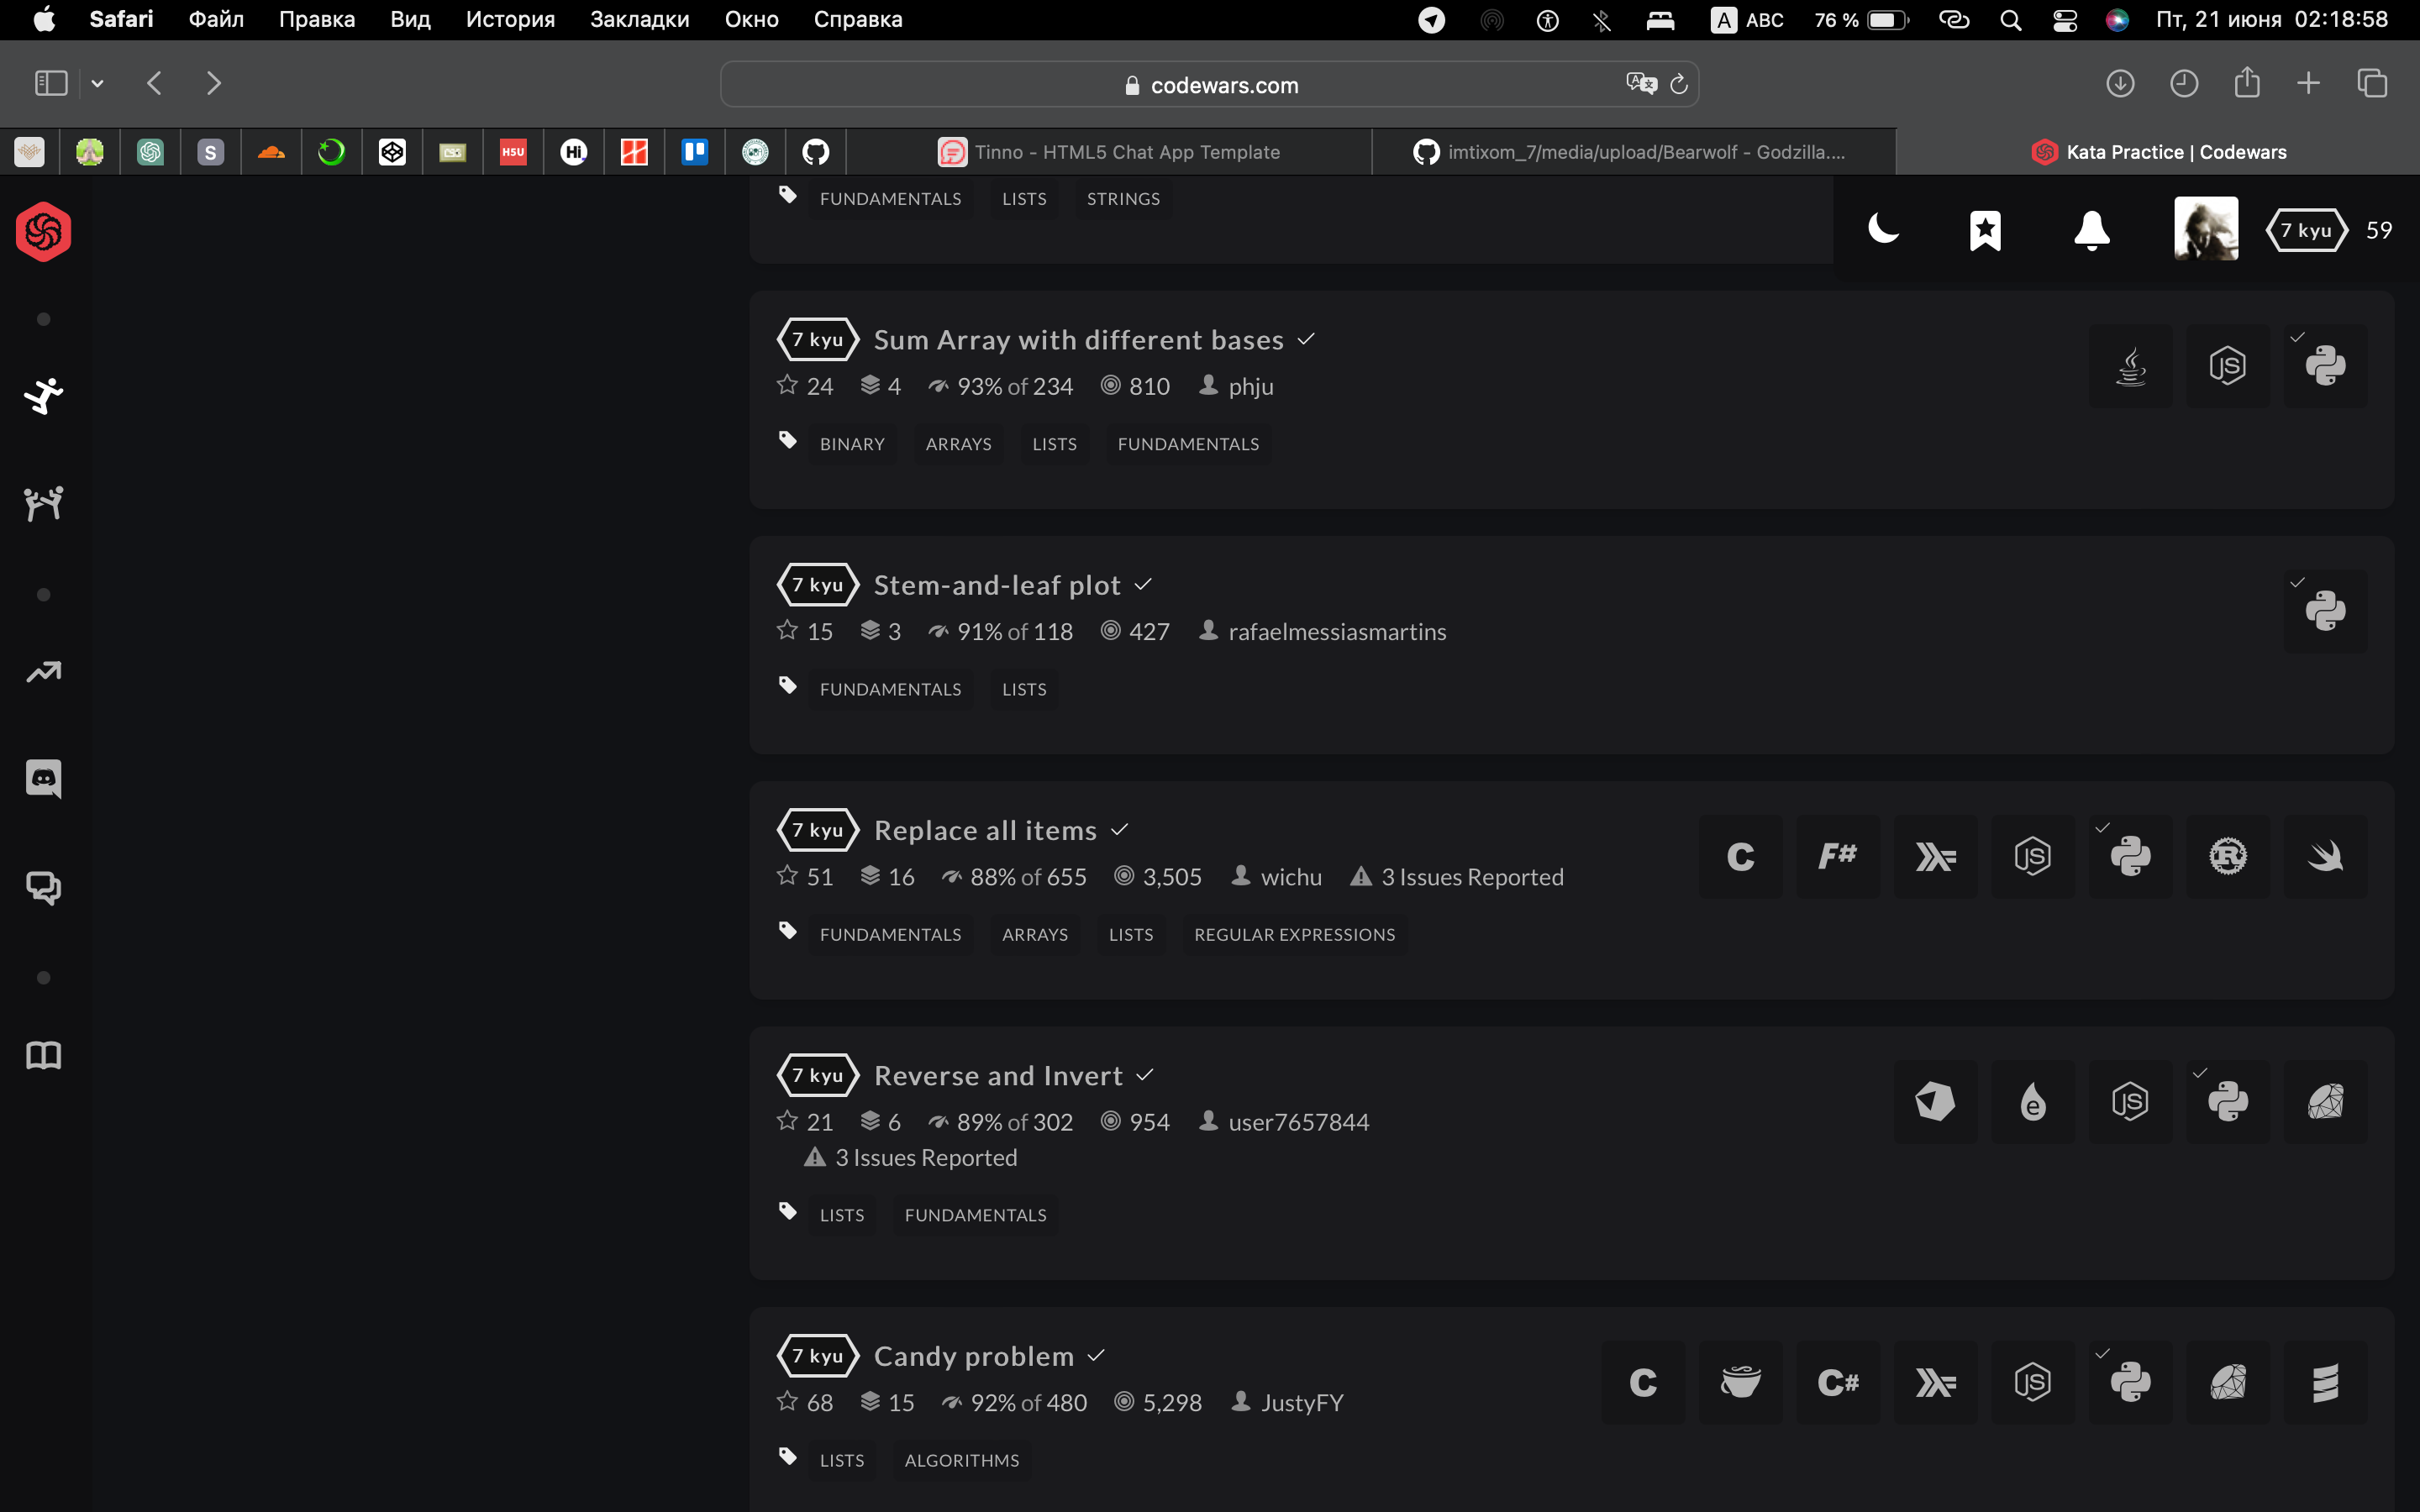 Safari Файл Правка Вид История Закладки Окно Справка A ABC 76 % Пт, 21 июня 02:18:58
codewars.com
S CSS H5U Hi Tinno - HTML5 Chat App Template imtixom_7/media/upload/Bearwolf - Godzilla.... Kata Practice | Codewars
FUNDAMENTALS LISTS STRINGS
7 kyu 59
7 kyu Sum Array with different bases
24 4 93% of 234 810 phju
BINARY ARRAYS LISTS FUNDAMENTALS
7 kyu Stem-and-leaf plot
15 3 91% of 118 427 rafaelmessiasmartins
FUNDAMENTALS LISTS
7 kyu Replace all items
C F# JS R
51 16 88% of 655 3,505 wichu 3 Issues Reported
FUNDAMENTALS ARRAYS LISTS REGULAR EXPRESSIONS
7 kyu Reverse and Invert
e JS
21 6 89% of 302 954 user7657844
3 Issues Reported
LISTS FUNDAMENTALS
7 kyu Candy problem
C C# JS
68 15 92% of 480 5,298 JustyFY
LISTS ALGORITHMS